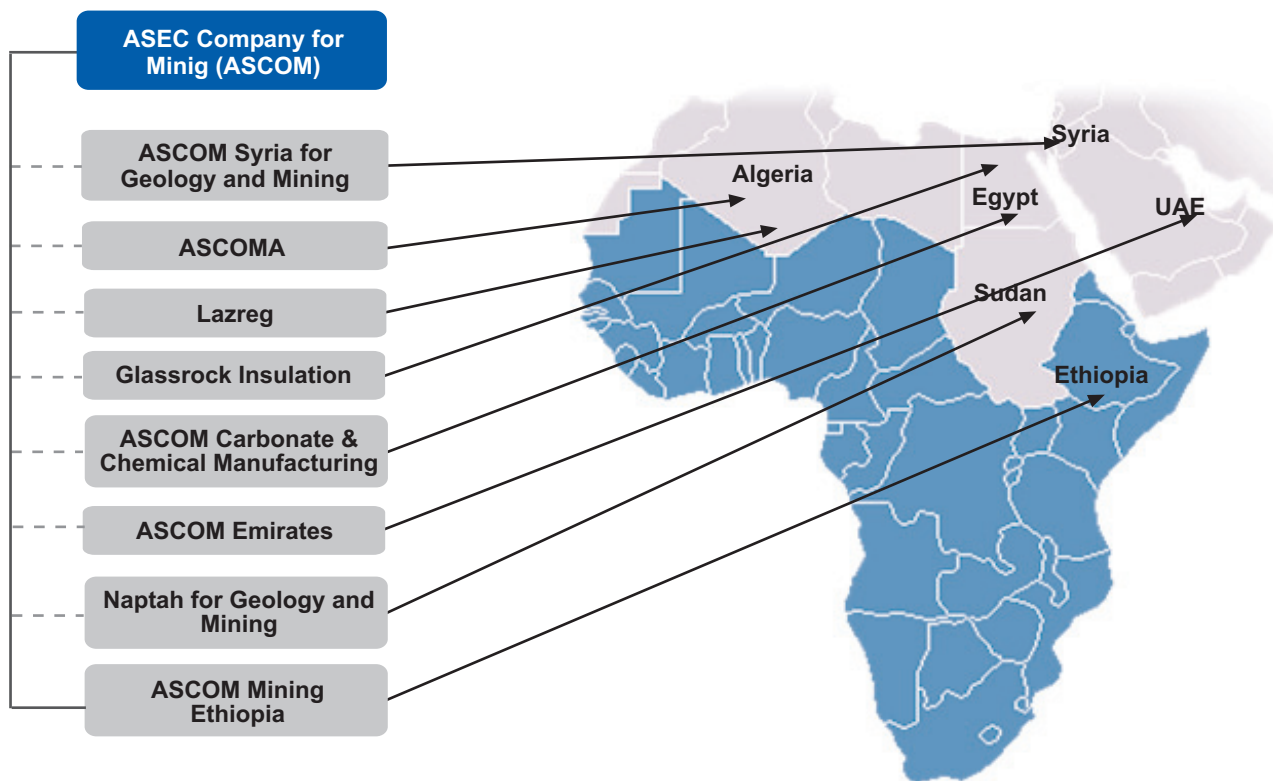 ASEC Company for
Minig (ASCOM)
ASCOM Syria for
Geology and Mining
ASCOMA
Lazreg
Glassrock Insulation
ASCOM Carbonate &
Chemical Manufacturing
ASCOM Emirates
Naptah for Geology and
Mining
ASCOM Mining
Ethiopia
Syria
Algeria
Egypt
UAE
Sudan
Ethiopia